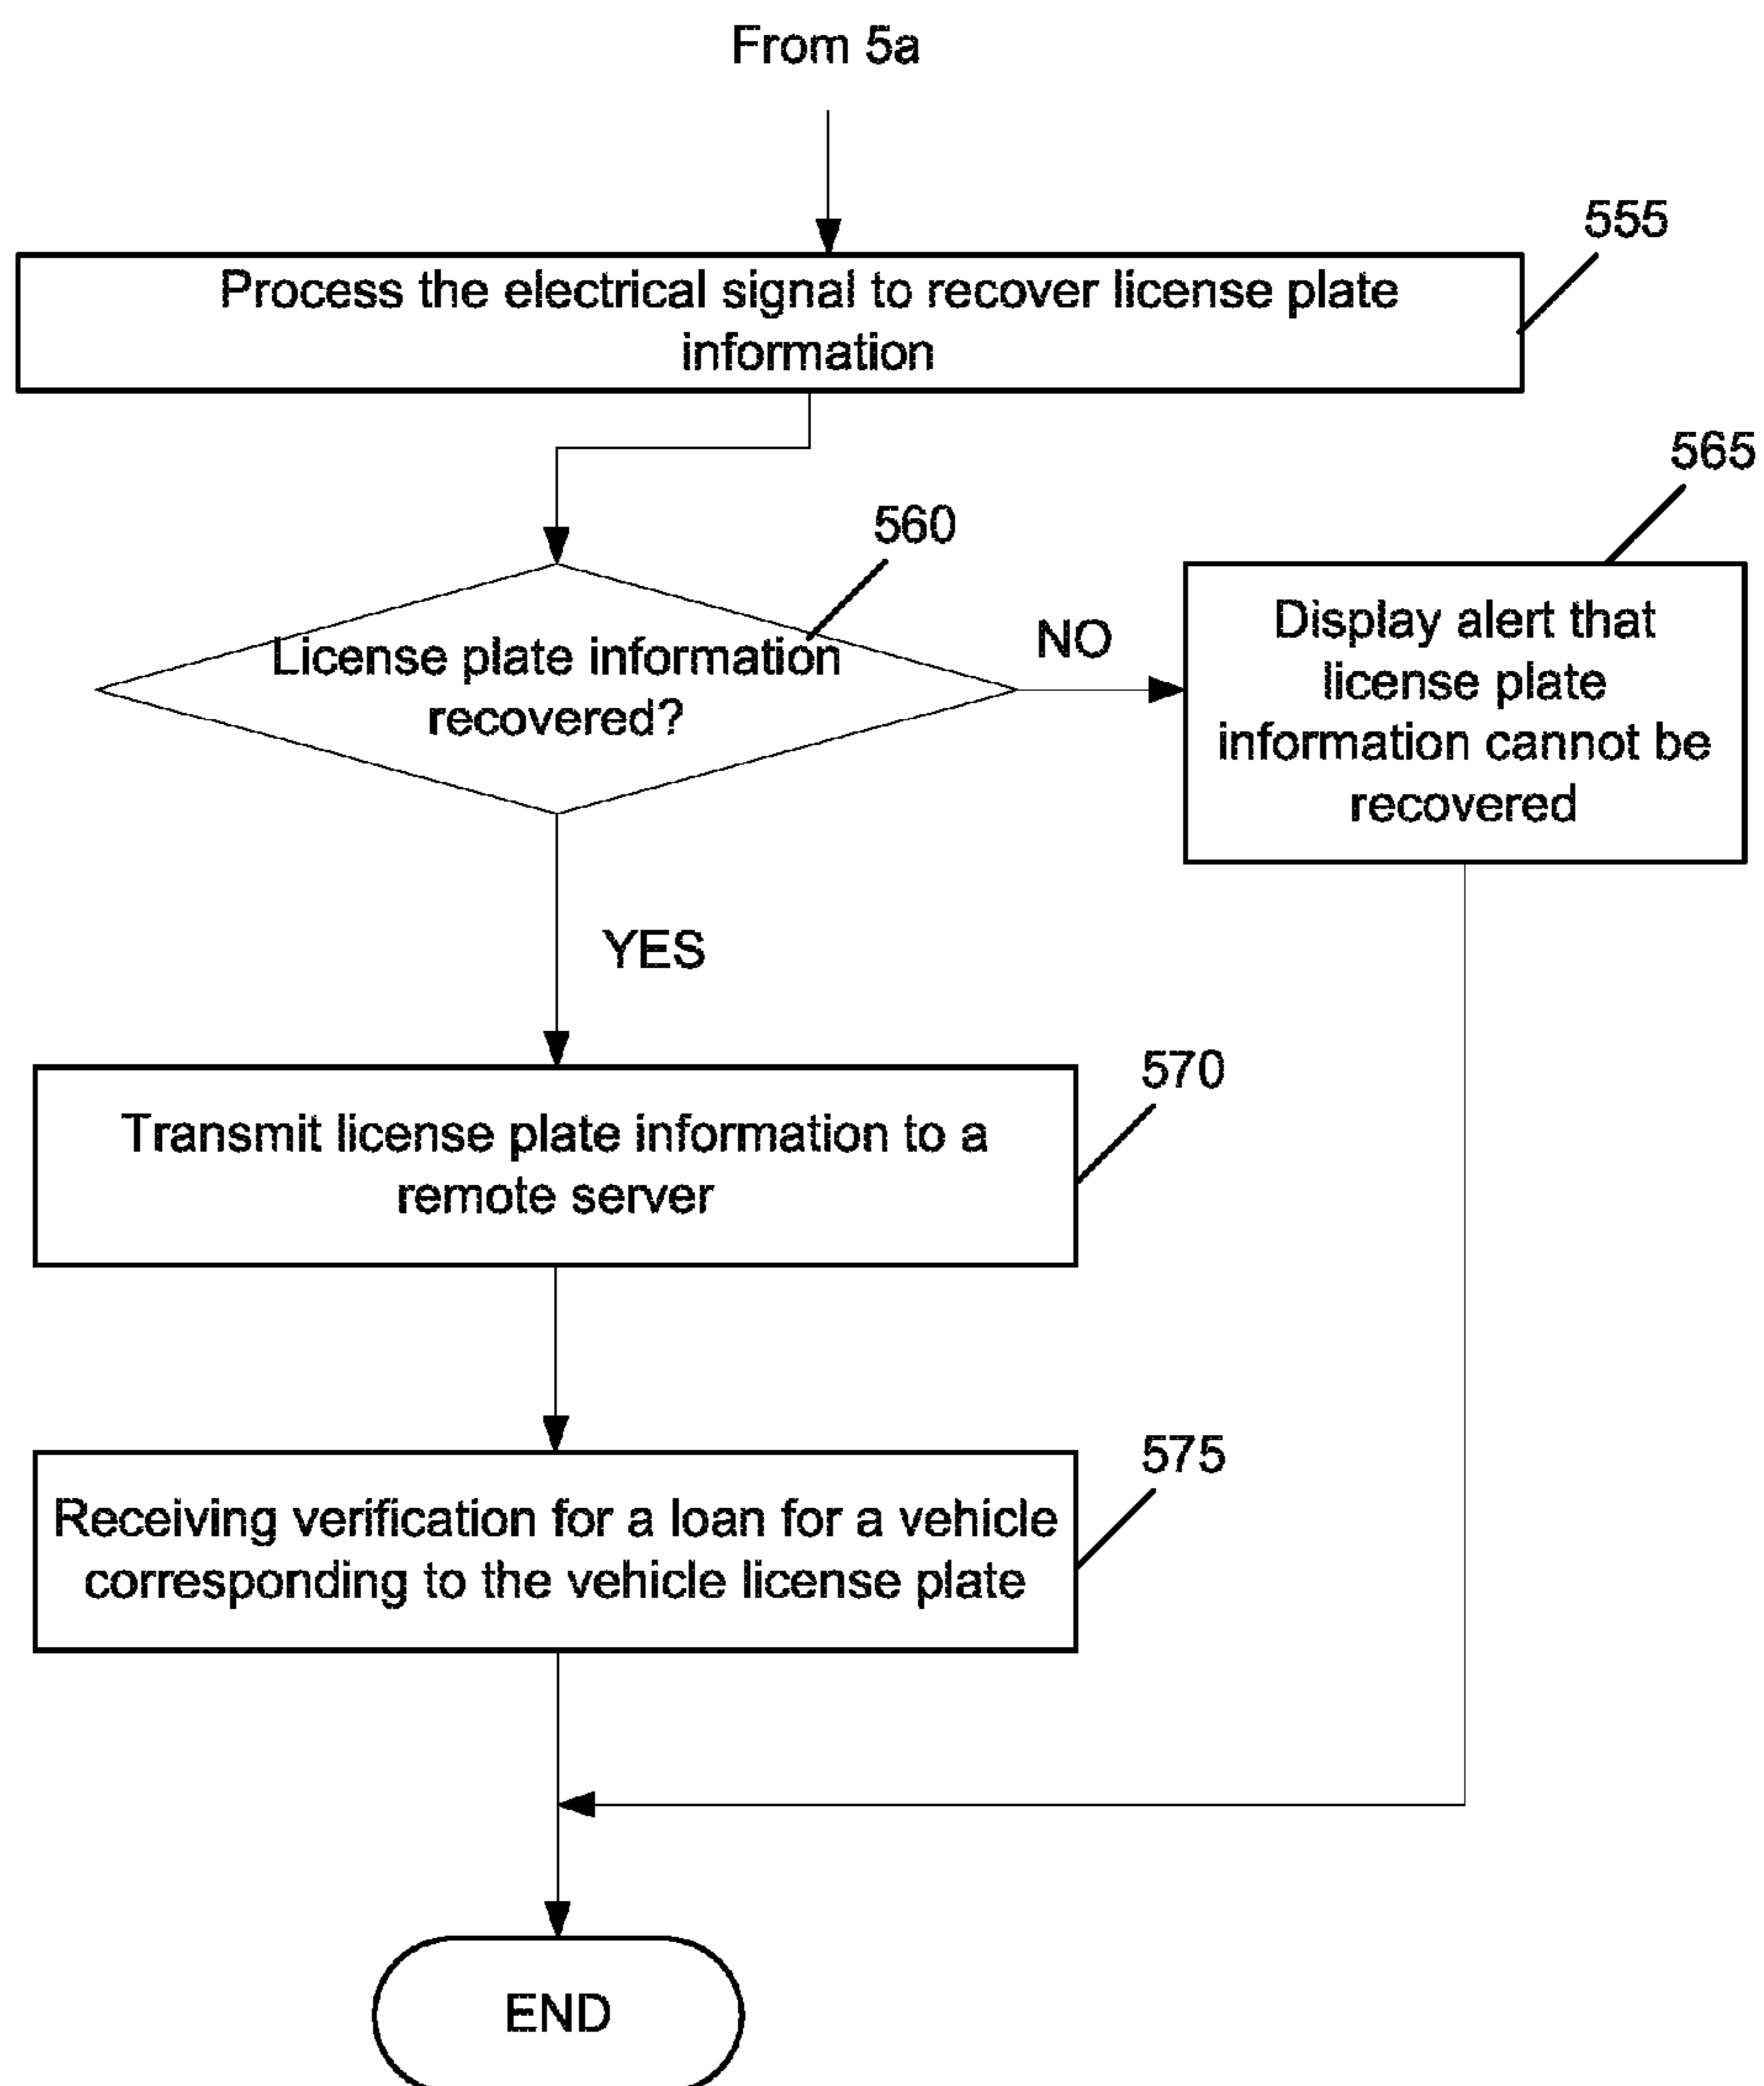 From 5a
555
Process the electrical signal to recover license plate
information
565
560
License plate information
recovered?
NO
Display alert that
license plate
information cannot be
recovered
YES
570
Transmit license plate information to a
remote server
575
Receiving verification for a loan for a vehicle
corresponding to the vehicle license plate
END